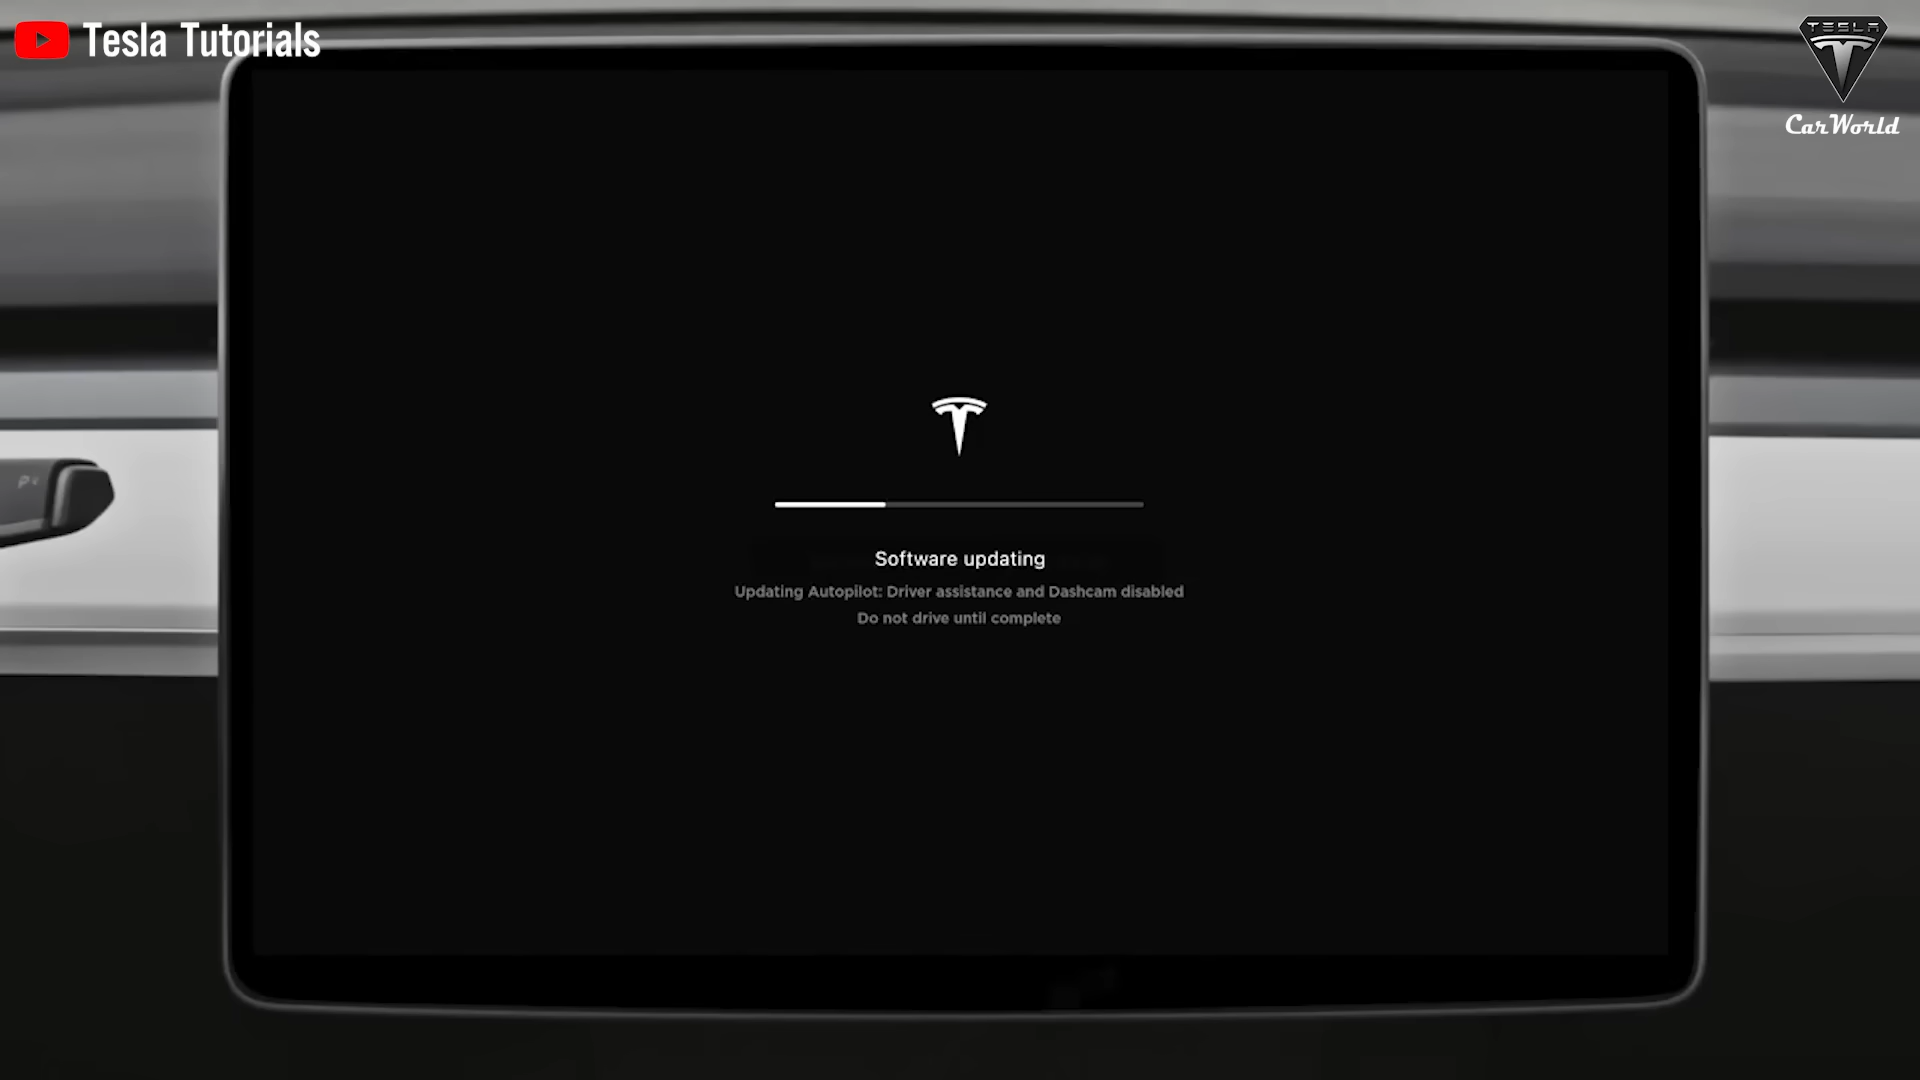 Tesla Tutorials
TESLA
CarWorld
P
Software updating
Updating Autopilot: Driver assistance and Dashcam disabled
Do not drive until complete